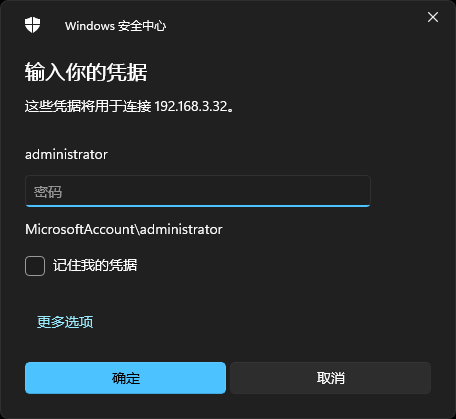 Windows 安全中心
输入你的凭据
这些凭据将用于连接 192.168.3.32。
administrator
密码
MicrosoftAccount\administrator
记住我的凭据
更多选项
确定
取消